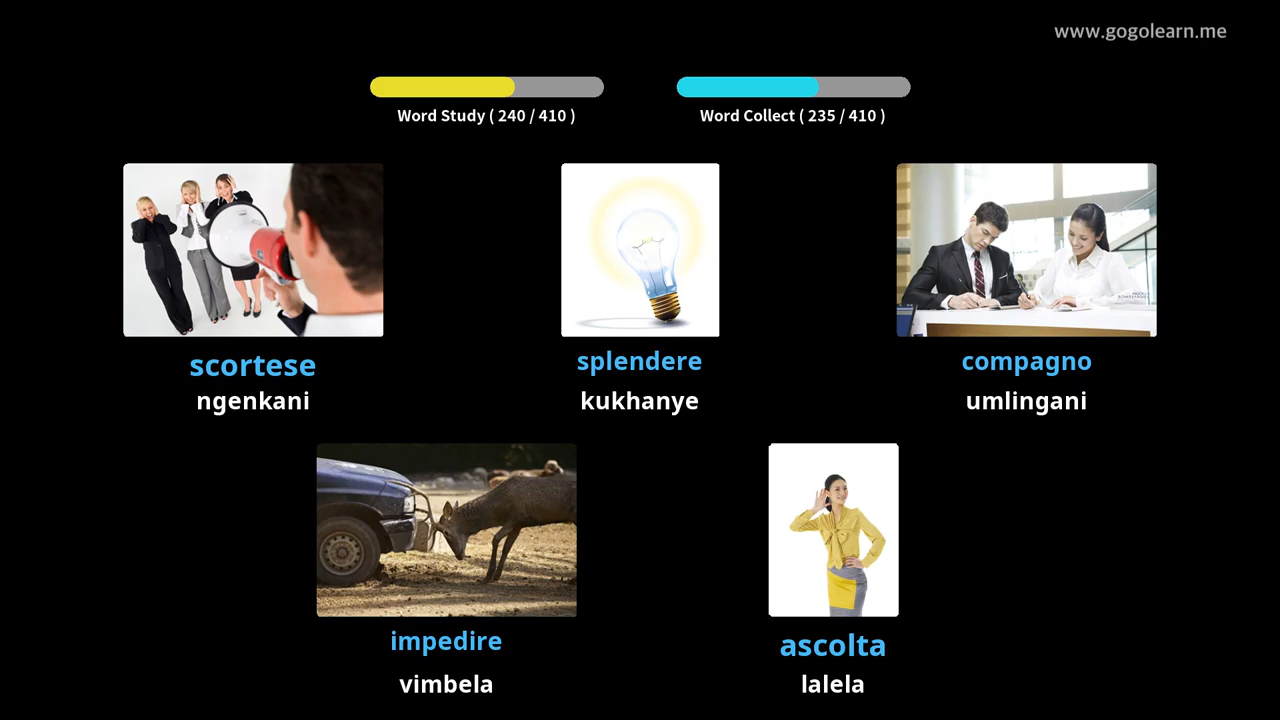 www.gogolearn.me
Word Study ( 240 / 410 )
Word Collect ( 235 / 410 )
scortese
ngenkani
splendere
kukhanye
compagno
umlingani
impedire
vimbela
ascolta
lalela